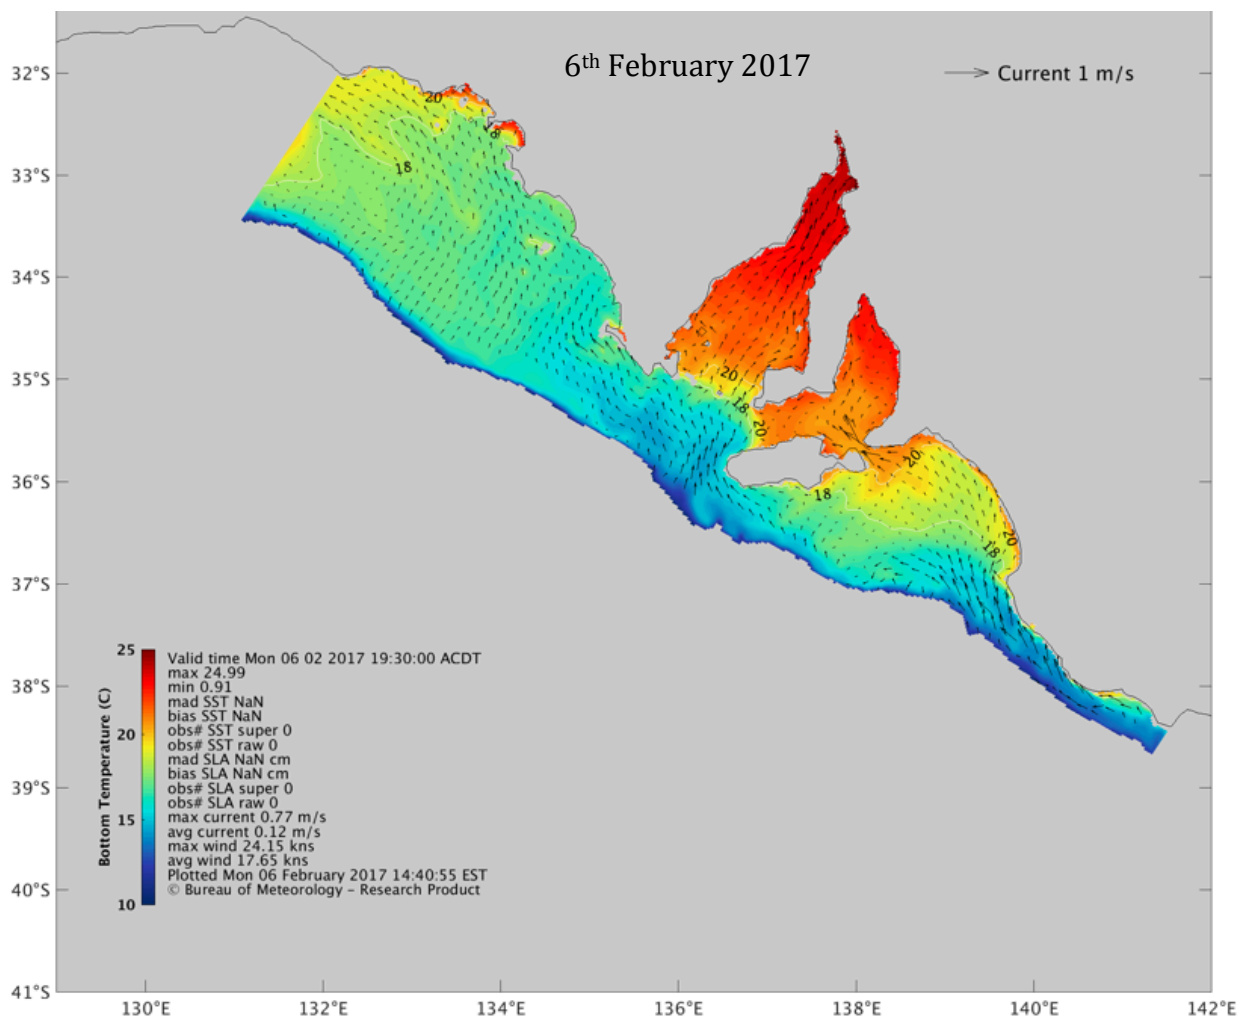 6th February 2017
Current 1 m/s
32°S
33°S
34°S
35°S
36°S
37°S
38°S
39°S
40°S
41°S
20
18
18
20
18
20
20
18
20
18
25
20
15
10
Bottom Temperature (C)
Valid time Mon 06 02 2017 19:30:00 ACDT
max 24.99
min 0.91
mad SST NaN
bias SST NaN
obs# SST super 0
obs# SST raw 0
mad SLA NaN cm
bias SLA NaN cm
obs# SLA super 0
obs# SLA raw 0
max current 0.77 m/s
avg current 0.12 m/s
max wind 24.15 kns
avg wind 17.65 kns
Plotted Mon 06 February 2017 14:40:55 EST
© Bureau of Meteorology – Research Product
130°E
132°E
134°E
136°E
138°E
140°E
142°E